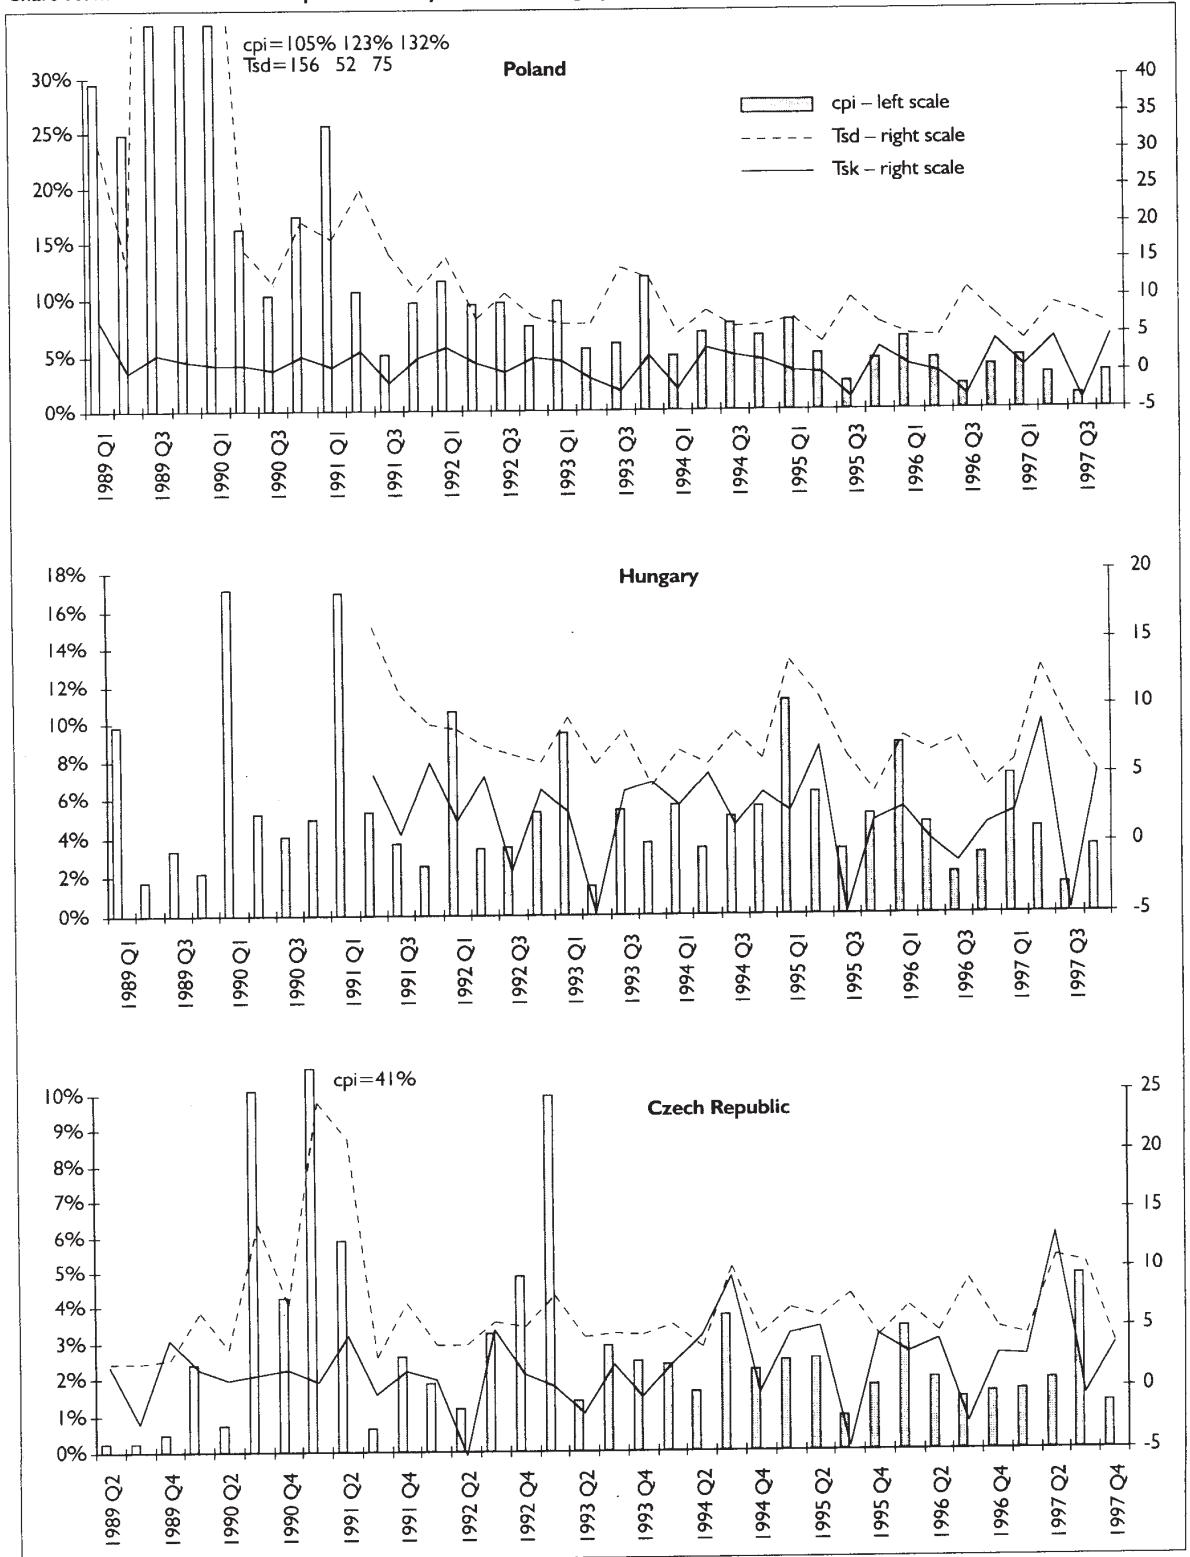 cpi=105% 123% 132%
Tsd=156 52 75
Poland
cpi – left scale
Tsd – right scale
Tsk – right scale
30%
25%
20%
15%
10%
5%
0%
40
35
30
25
20
15
10
5
0
-5
1989 Q1
1989 Q3
1990 Q1
1990 Q3
1991 Q1
1991 Q3
1992 Q1
1992 Q3
1993 Q1
1993 Q3
1994 Q1
1994 Q3
1995 Q1
1995 Q3
1996 Q1
1996 Q3
1997 Q1
1997 Q3
Hungary
18%
16%
14%
12%
10%
8%
6%
4%
2%
0%
20
15
10
5
0
-5
1989 Q1
1989 Q3
1990 Q1
1990 Q3
1991 Q1
1991 Q3
1992 Q1
1992 Q3
1993 Q1
1993 Q3
1994 Q1
1994 Q3
1995 Q1
1995 Q3
1996 Q1
1996 Q3
1997 Q1
1997 Q3
cpi=41%
Czech Republic
10%
9%
8%
7%
6%
5%
4%
3%
2%
1%
0%
25
20
15
10
5
0
-5
1989 Q2
1989 Q4
1990 Q2
1990 Q4
1991 Q2
1991 Q4
1992 Q2
1992 Q4
1993 Q2
1993 Q4
1994 Q2
1994 Q4
1995 Q2
1995 Q4
1996 Q2
1996 Q4
1997 Q2
1997 Q4